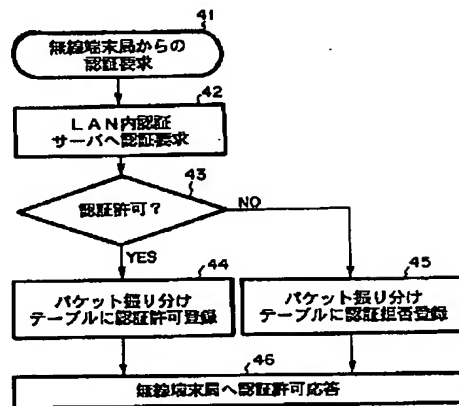 41
無線端末局からの
認証要求
42
LAN内認証
サーバへ認証要求
43
認証許可？
NO
YES
44
パケット振り分け
テーブルに認証許可登録
45
パケット振り分け
テーブルに認証拒否登録
46
無線端末局へ認証許可応答